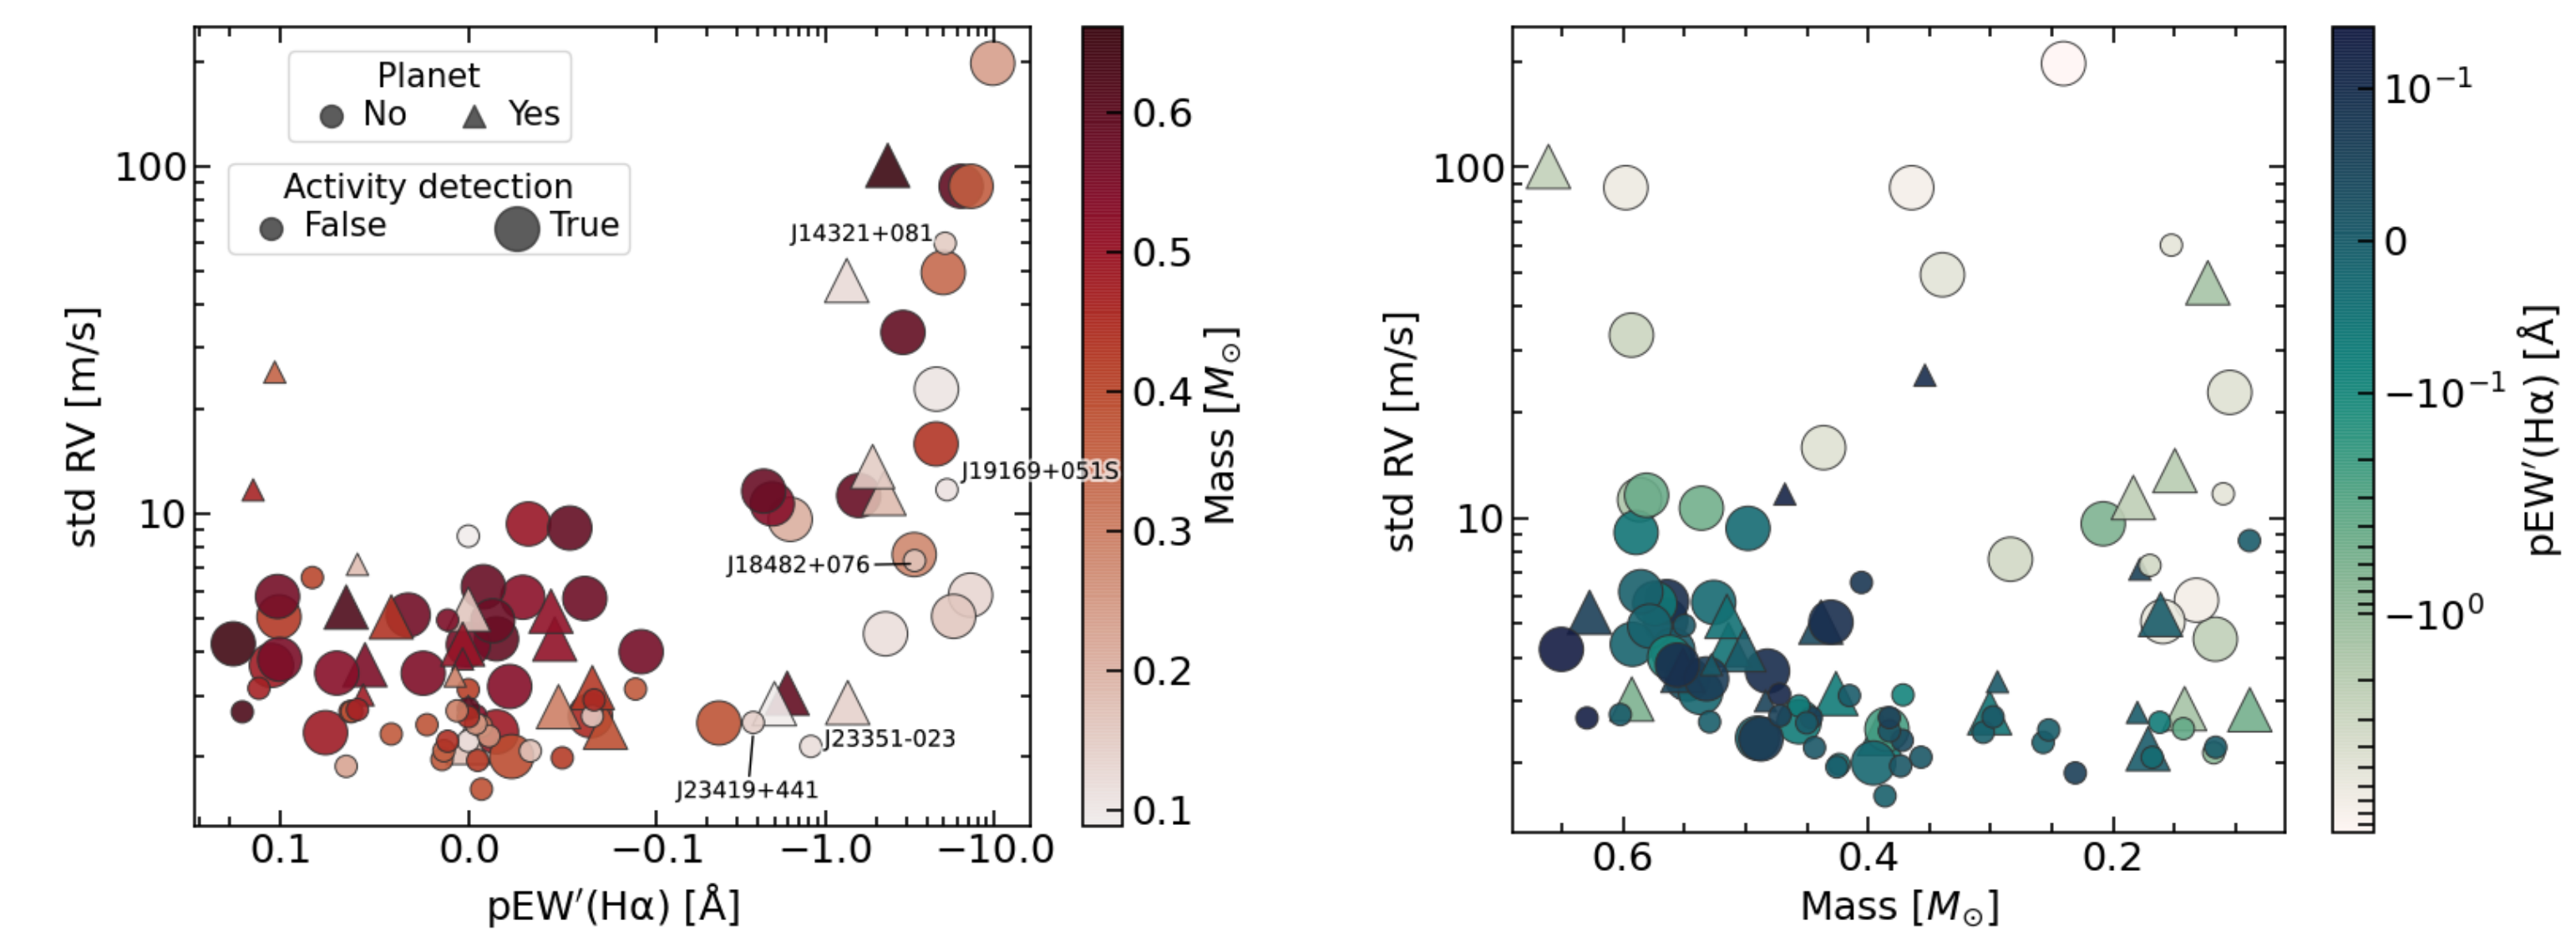 Planet
No Yes
Activity detection
False True
100
10
std RV [m/s]
J14321+081
J19169+051S
J18482+076
J23351-023
J23419+441
0.1 0.0 −0.1 −1.0 −10.0
pEW′(Hα) [Å]
0.6
0.5
0.4
0.3
0.2
0.1
Mass [M☉]
100
10
std RV [m/s]
0.6 0.4 0.2
Mass [M☉]
10⁻¹
0
−10⁻¹
−10⁰
pEW′(Hα) [Å]